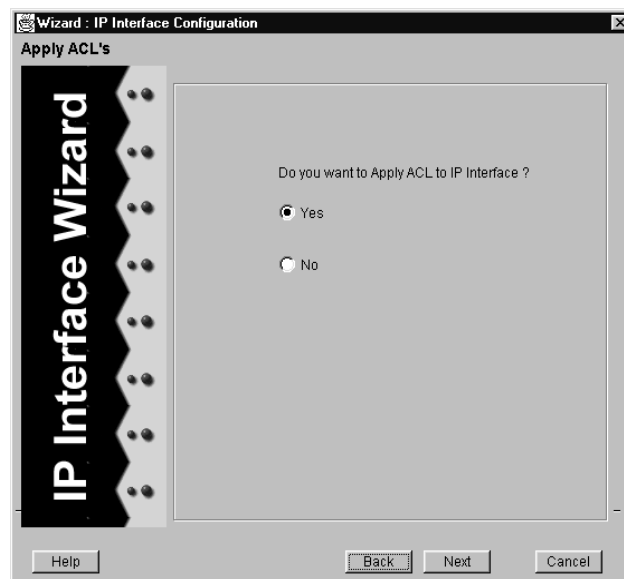 Wizard : IP Interface Configuration
Apply ACL's
IP Interface Wizard
Do you want to Apply ACL to IP Interface ?
Yes
No
Help Back Next Cancel